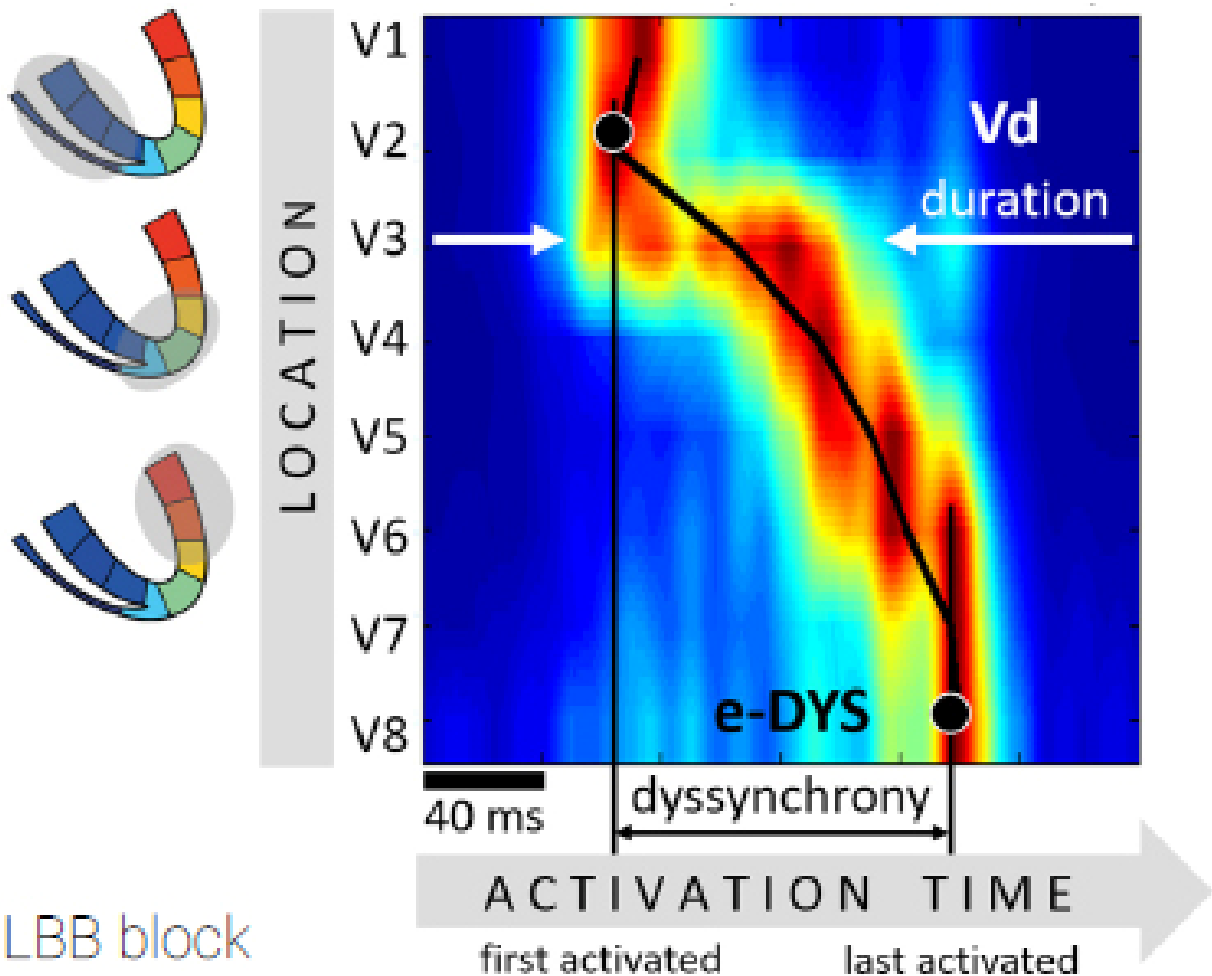 LOCATION
V1
V2
V3
V4
V5
V6
V7
V8
Vd
duration
e-DYS
40 ms
dyssynchrony
ACTIVATION TIME
first activated
last activated
LBB block